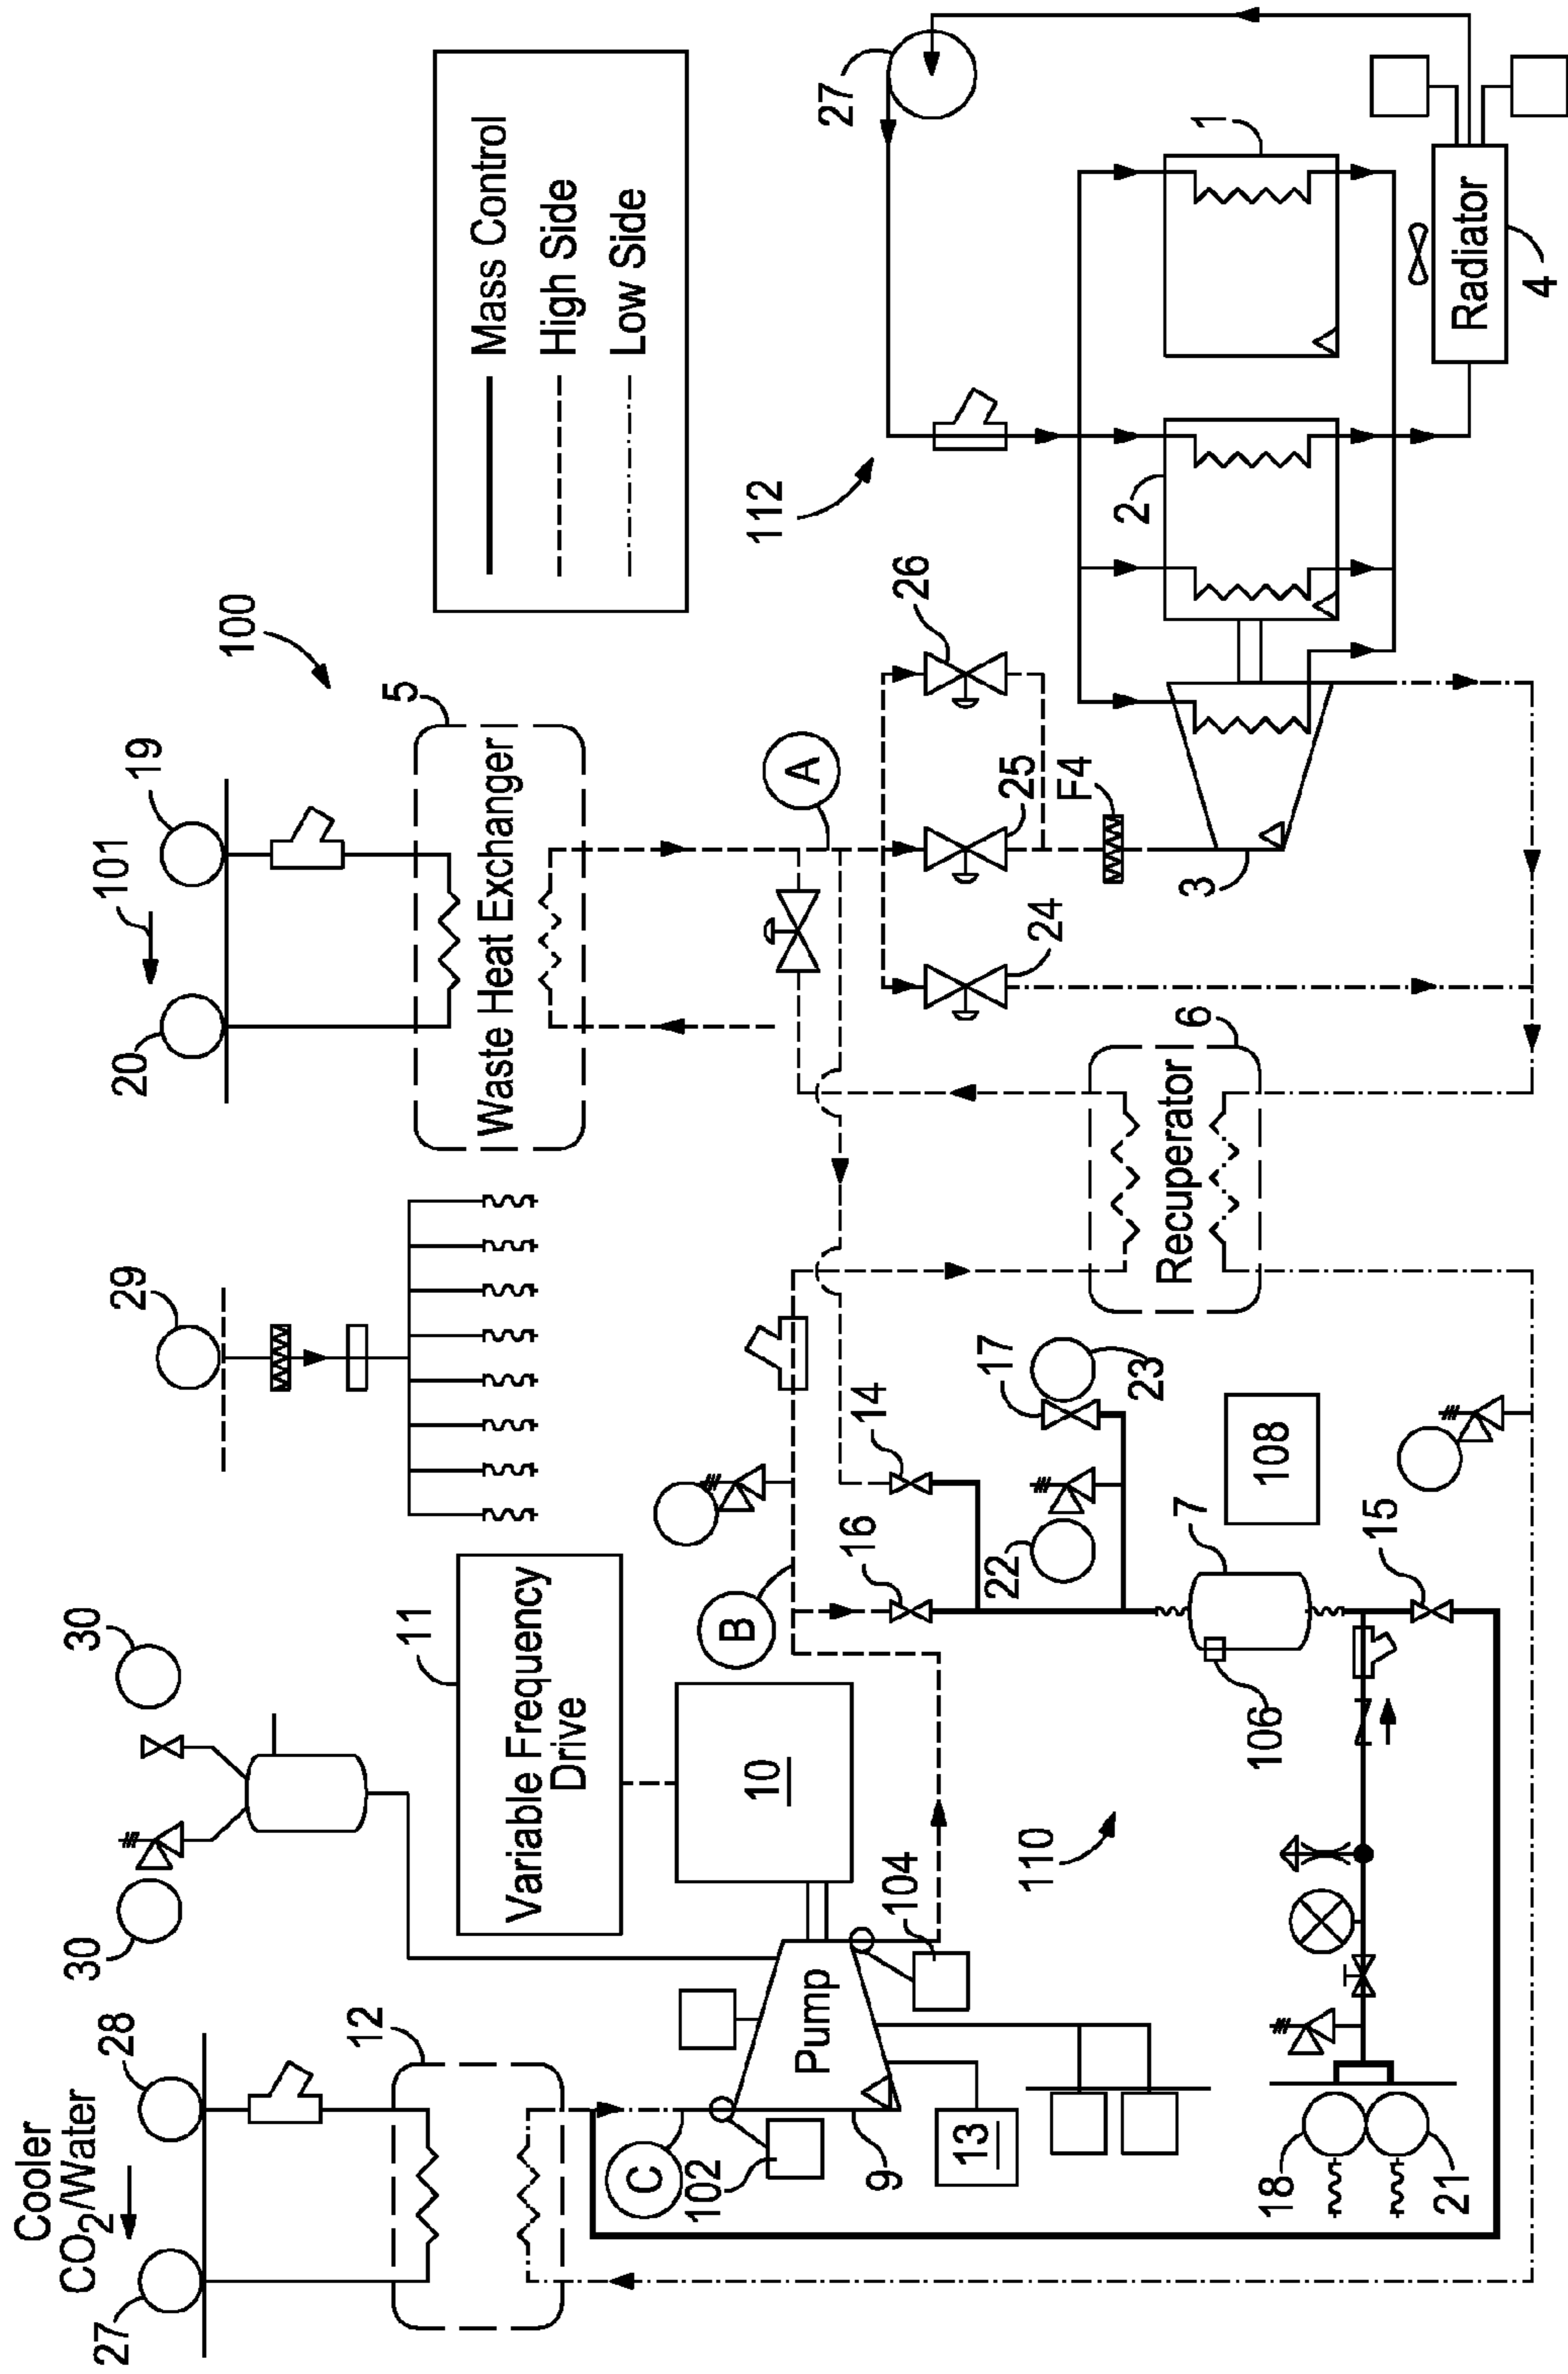 Cooler
CO2/Water
27
28
12
30
30
29
20
101
19
5
100
Waste Heat Exchanger
Mass Control
High Side
Low Side
11
Variable Frequency
Drive
10
Pump
C
102
9
13
104
110
B
16
14
22
17
23
7
106
108
15
18
21
6
Recuperator
A
24
25
26
F4
3
112
27
2
1
Radiator
4